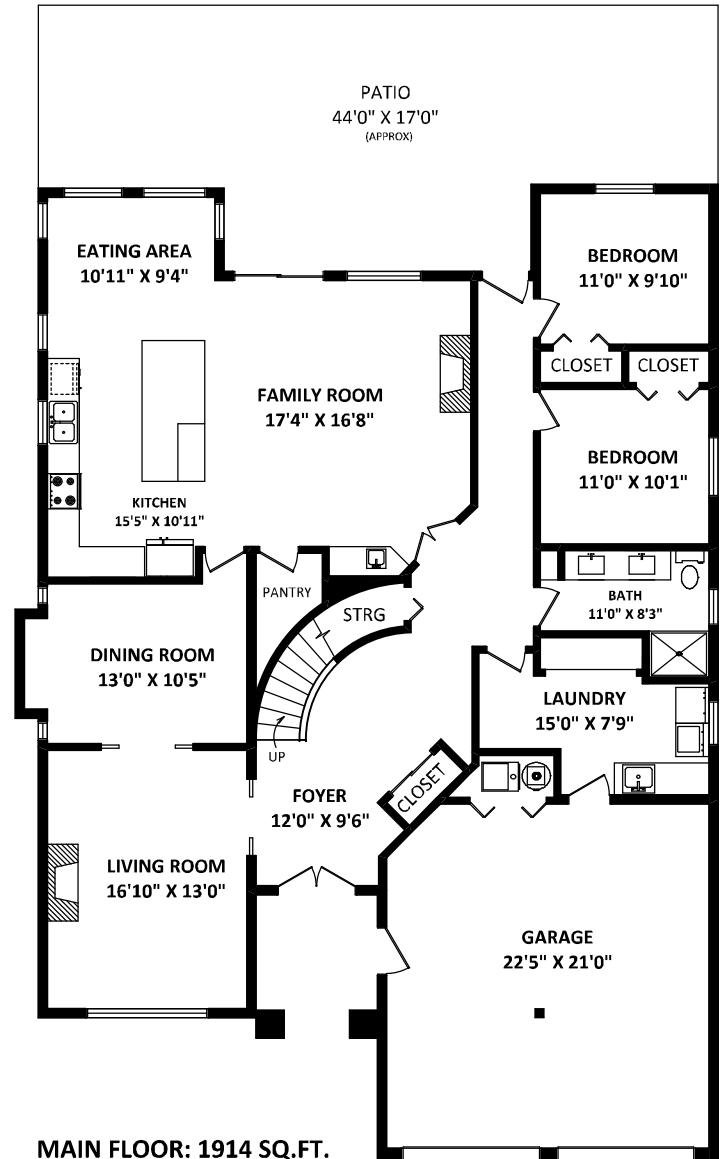 PATIO
44'0" X 17'0"
(APPROX)
EATING AREA
10'11" X 9'4"
BEDROOM
11'0" X 9'10"
CLOSET
CLOSET
FAMILY ROOM
17'4" X 16'8"
BEDROOM
11'0" X 10'1"
KITCHEN
15'5" X 10'11"
PANTRY
STRG
BATH
11'0" X 8'3"
DINING ROOM
13'0" X 10'5"
LAUNDRY
15'0" X 7'9"
UP
CLOSET
FOYER
12'0" X 9'6"
LIVING ROOM
16'10" X 13'0"
GARAGE
22'5" X 21'0"
MAIN FLOOR: 1914 SQ.FT.